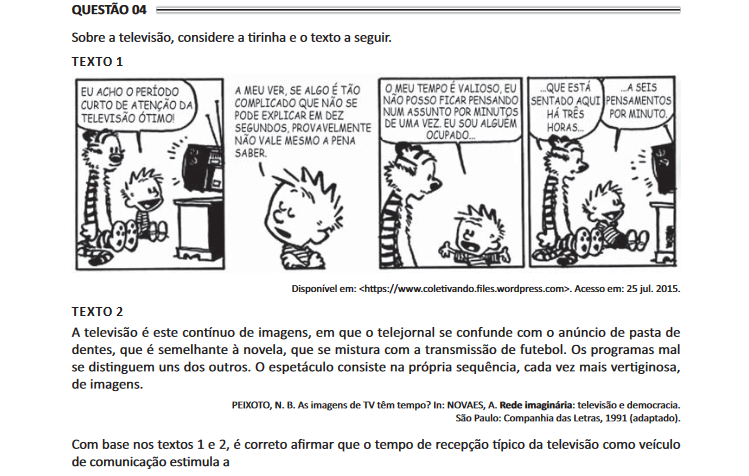 QUESTÃO 04
Sobre a televisão, considere a tirinha e o texto a seguir.
TEXTO 1
EU ACHO O PERÍODO
CURTO DE ATENÇÃO DA
TELEVISÃO ÓTIMO!
A MEU VER, SE ALGO É TÃO
COMPLICADO QUE NÃO SE
PODE EXPLICAR EM DEZ
SEGUNDOS, PROVAVELMENTE
NÃO VALE MESMO A PENA
SABER.
O MEU TEMPO É VALIOSO, EU
NÃO POSSO FICAR PENSANDO
NUM ASSUNTO POR MINUTOS
DE UMA VEZ. EU SOU ALGUÉM
OCUPADO...
...QUE ESTÁ
SENTADO AQUI
HÁ TRÊS
HORAS...
...A SEIS
PENSAMENTOS
POR MINUTO.
Disponível em: <https://www.coletivando.files.wordpress.com>. Acesso em: 25 jul. 2015.
TEXTO 2
A televisão é este contínuo de imagens, em que o telejornal se confunde com o anúncio de pasta de
dentes, que é semelhante à novela, que se mistura com a transmissão de futebol. Os programas mal
se distinguem uns dos outros. O espetáculo consiste na própria sequência, cada vez mais vertiginosa,
de imagens.
PEIXOTO, N. B. As imagens de TV têm tempo? In: NOVAES, A. Rede imaginária: televisão e democracia.
São Paulo: Companhia das Letras, 1991 (adaptado).
Com base nos textos 1 e 2, é correto afirmar que o tempo de recepção típico da televisão como veículo
de comunicação estimula a